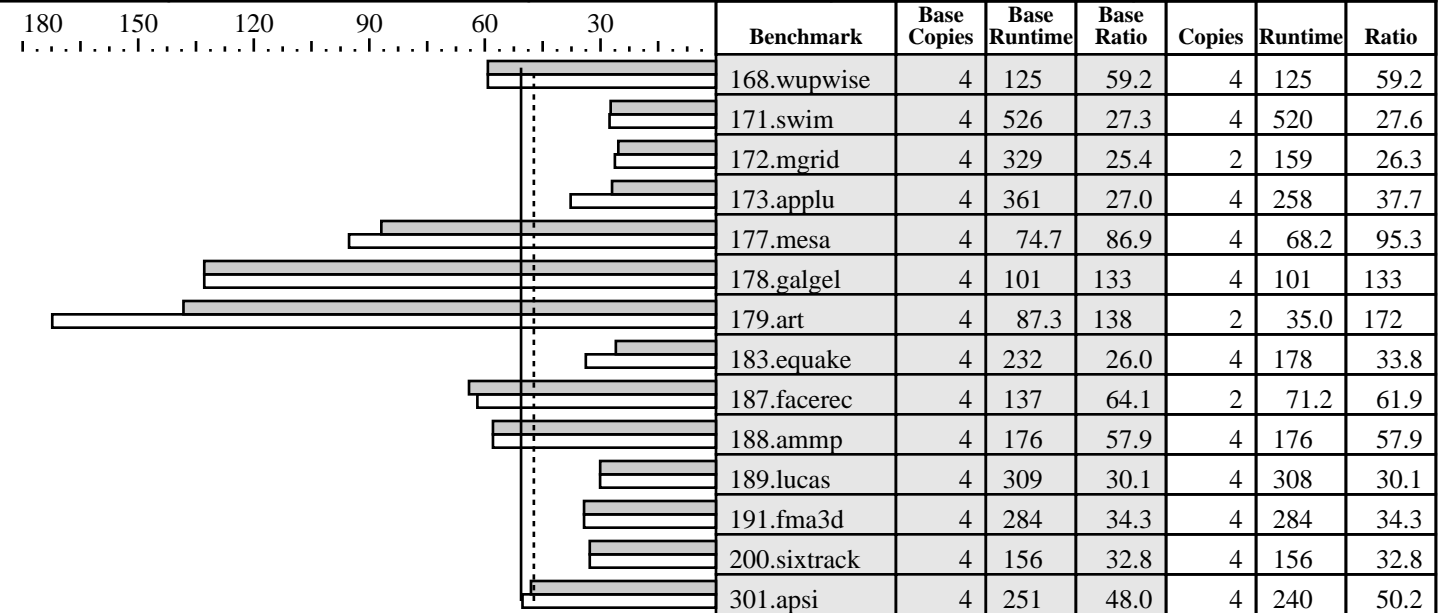 180 150 120 90 60 30
Benchmark Base Copies Base Runtime Base Ratio Copies Runtime Ratio
168.wupwise 4 125 59.2 4 125 59.2
171.swim 4 526 27.3 4 520 27.6
172.mgrid 4 329 25.4 2 159 26.3
173.applu 4 361 27.0 4 258 37.7
177.mesa 4 74.7 86.9 4 68.2 95.3
178.galgel 4 101 133 4 101 133
179.art 4 87.3 138 2 35.0 172
183.equake 4 232 26.0 4 178 33.8
187.facerec 4 137 64.1 2 71.2 61.9
188.ammp 4 176 57.9 4 176 57.9
189.lucas 4 309 30.1 4 308 30.1
191.fma3d 4 284 34.3 4 284 34.3
200.sixtrack 4 156 32.8 4 156 32.8
301.apsi 4 251 48.0 4 240 50.2